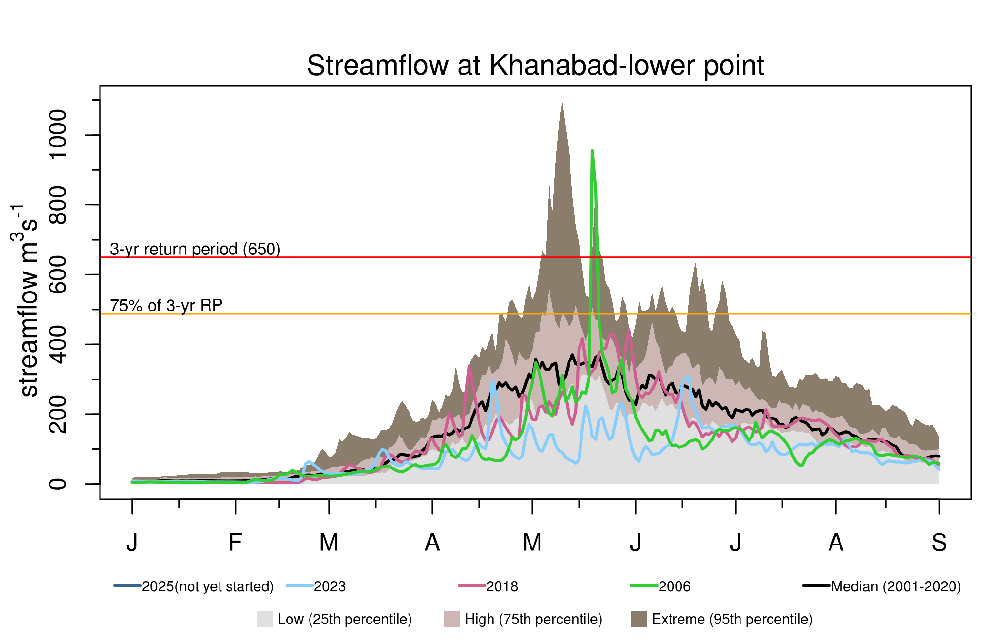 Streamflow at Khanabad-lower point
streamflow m³s⁻¹
1000
800
600
400
200
0
3-yr return period (650)
75% of 3-yr RP
J F M A M J J A S
2025(not yet started) 2023 2018 2006 Median (2001-2020)
Low (25th percentile) High (75th percentile) Extreme (95th percentile)